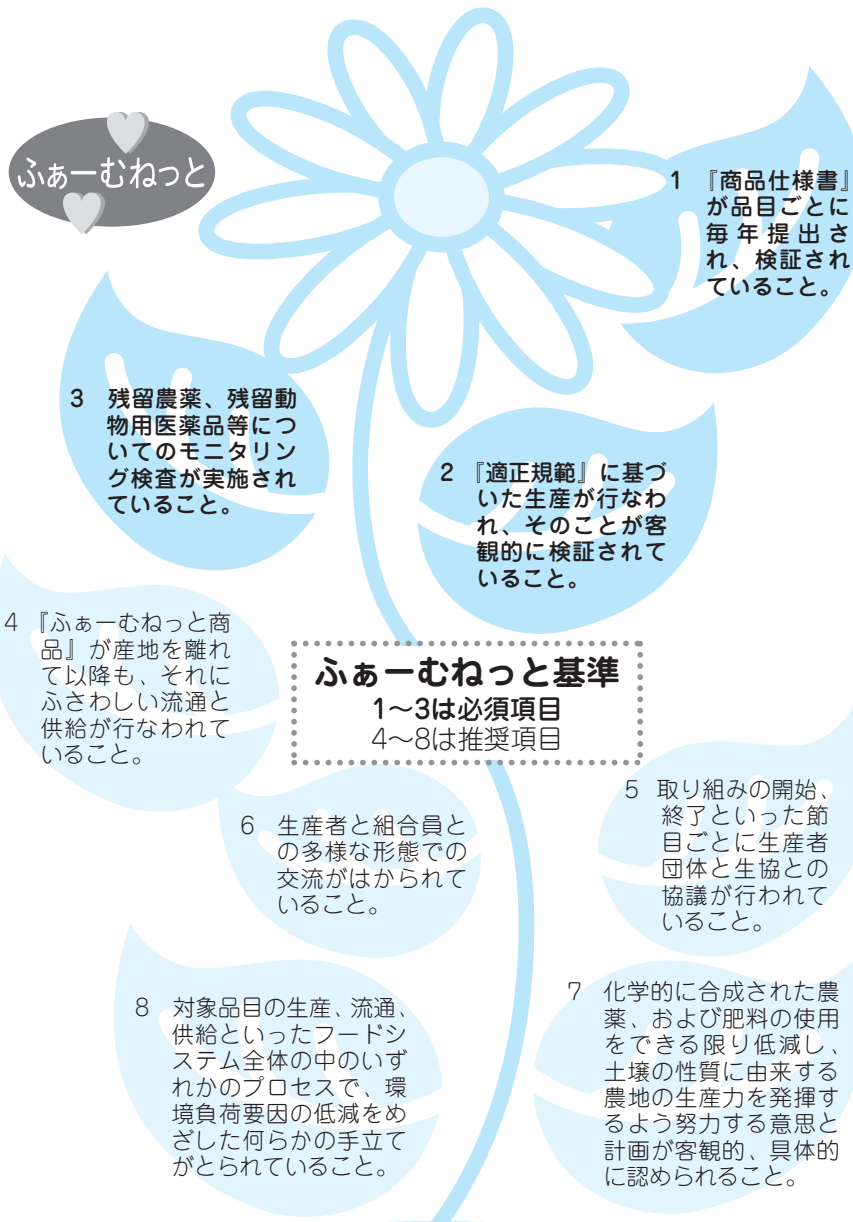 ふぁーむねっと
1 『商品仕様書』
が品目ごとに
毎年提出さ
れ、検証され
ていること。
3 残留農薬、残留動
物用医薬品等につ
いてのモニタリン
グ検査が実施され
ていること。
2 『適正規範』に基づ
いた生産が行なわ
れ、そのことが客
観的に検証されて
いること。
4 『ふぁーむねっと商
品』が産地を離れ
て以降も、それに
ふさわしい流通と
供給が行なわれて
いること。
ふぁーむねっと基準
1〜3は必須項目
4〜8は推奨項目
5 取り組みの開始、
終了といった節
目ごとに生産者
団体と生協との
協議が行われて
いること。
6 生産者と組合員と
の多様な形態での
交流がはかられて
いること。
7 化学的に合成された農
薬、および肥料の使用
をできる限り低減し、
土壌の性質に由来する
農地の生産力を発揮す
るよう努力する意思と
計画が客観的、具体的
に認められること。
8 対象品目の生産、流通、
供給といったフードシ
ステム全体の中のいず
れかのプロセスで、環
境負荷要因の低減をめ
ざした何らかの手立て
がとられていること。